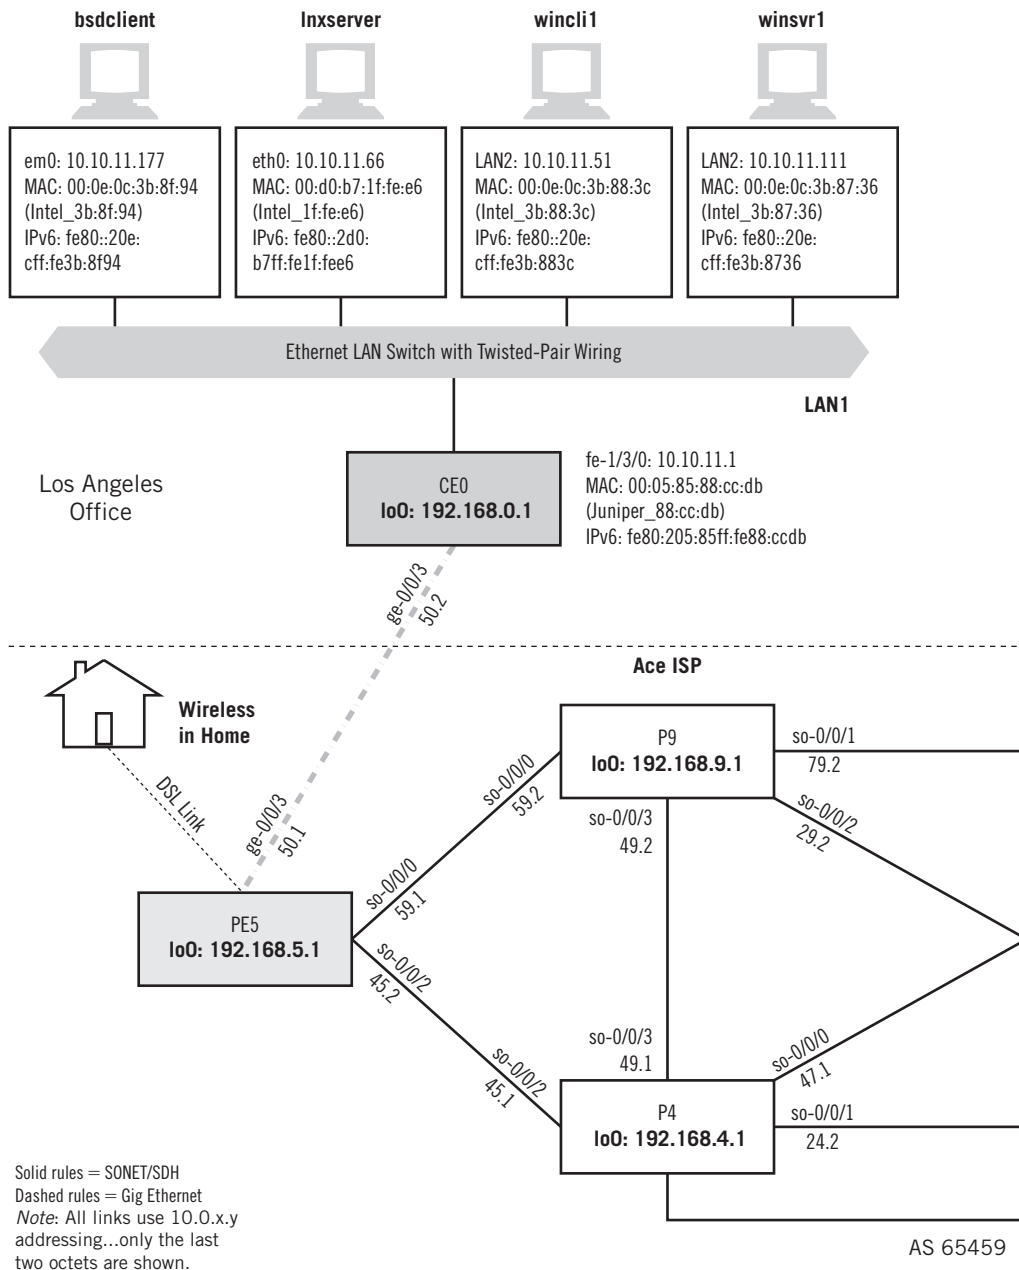 bsdclient
lnxserver
wincli1
winsvr1
em0: 10.10.11.177
MAC: 00:0e:0c:3b:8f:94
(Intel_3b:8f:94)
IPv6: fe80::20e:
cff:fe3b:8f94
eth0: 10.10.11.66
MAC: 00:d0:b7:1f:fe:e6
(Intel_1f:fe:e6)
IPv6: fe80::2d0:
b7ff:fe1f:fee6
LAN2: 10.10.11.51
MAC: 00:0e:0c:3b:88:3c
(Intel_3b:88:3c)
IPv6: fe80::20e:
cff:fe3b:883c
LAN2: 10.10.11.111
MAC: 00:0e:0c:3b:87:36
(Intel_3b:87:36)
IPv6: fe80::20e:
cff:fe3b:8736
Ethernet LAN Switch with Twisted-Pair Wiring
LAN1
Los Angeles
Office
CE0
lo0: 192.168.0.1
fe-1/3/0: 10.10.11.1
MAC: 00:05:85:88:cc:db
(Juniper_88:cc:db)
IPv6: fe80:205:85ff:fe88:ccdb
ge-0/0/3
50.2
Ace ISP
Wireless
in Home
DSL Link
ge-0/0/3
50.1
P9
lo0: 192.168.9.1
so-0/0/1
79.2
so-0/0/0
59.2
so-0/0/3
49.2
so-0/0/2
29.2
so-0/0/0
59.1
PE5
lo0: 192.168.5.1
so-0/0/2
45.2
so-0/0/2
45.1
so-0/0/3
49.1
so-0/0/0
47.1
P4
lo0: 192.168.4.1
so-0/0/1
24.2
Solid rules = SONET/SDH
Dashed rules = Gig Ethernet
Note: All links use 10.0.x.y
addressing...only the last
two octets are shown.
AS 65459